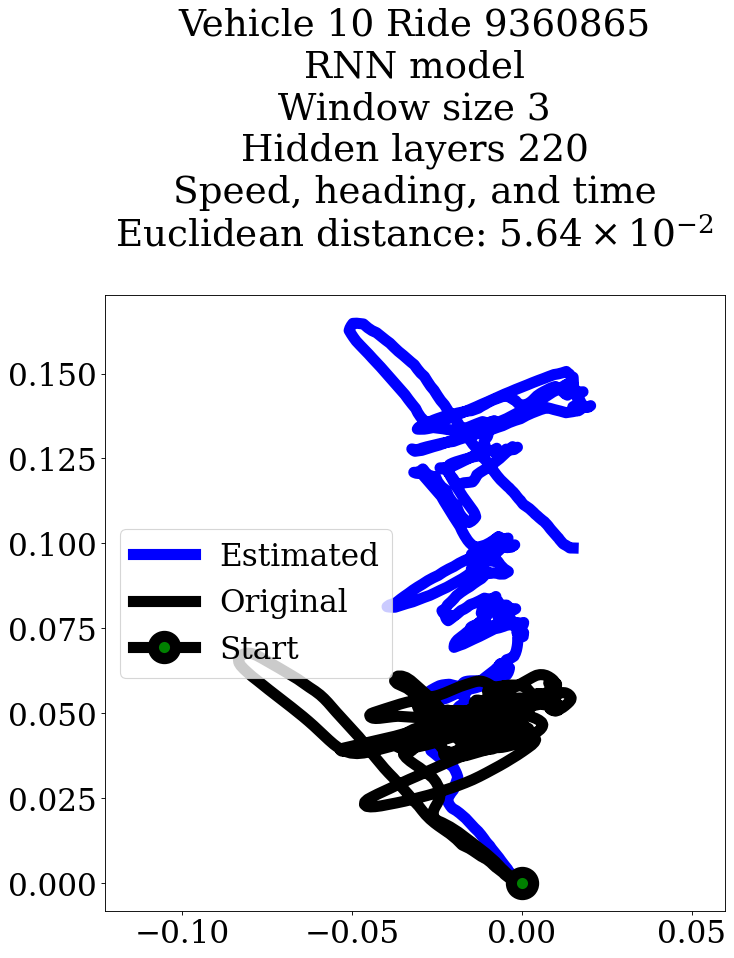 Vehicle 10 Ride 9360865
RNN model
Window size 3
Hidden layers 220
Speed, heading, and time
Euclidean distance: 5.64 × 10⁻²
0.150
0.125
0.100
0.075
0.050
0.025
0.000
Estimated
Original
Start
−0.10 −0.05 0.00 0.05